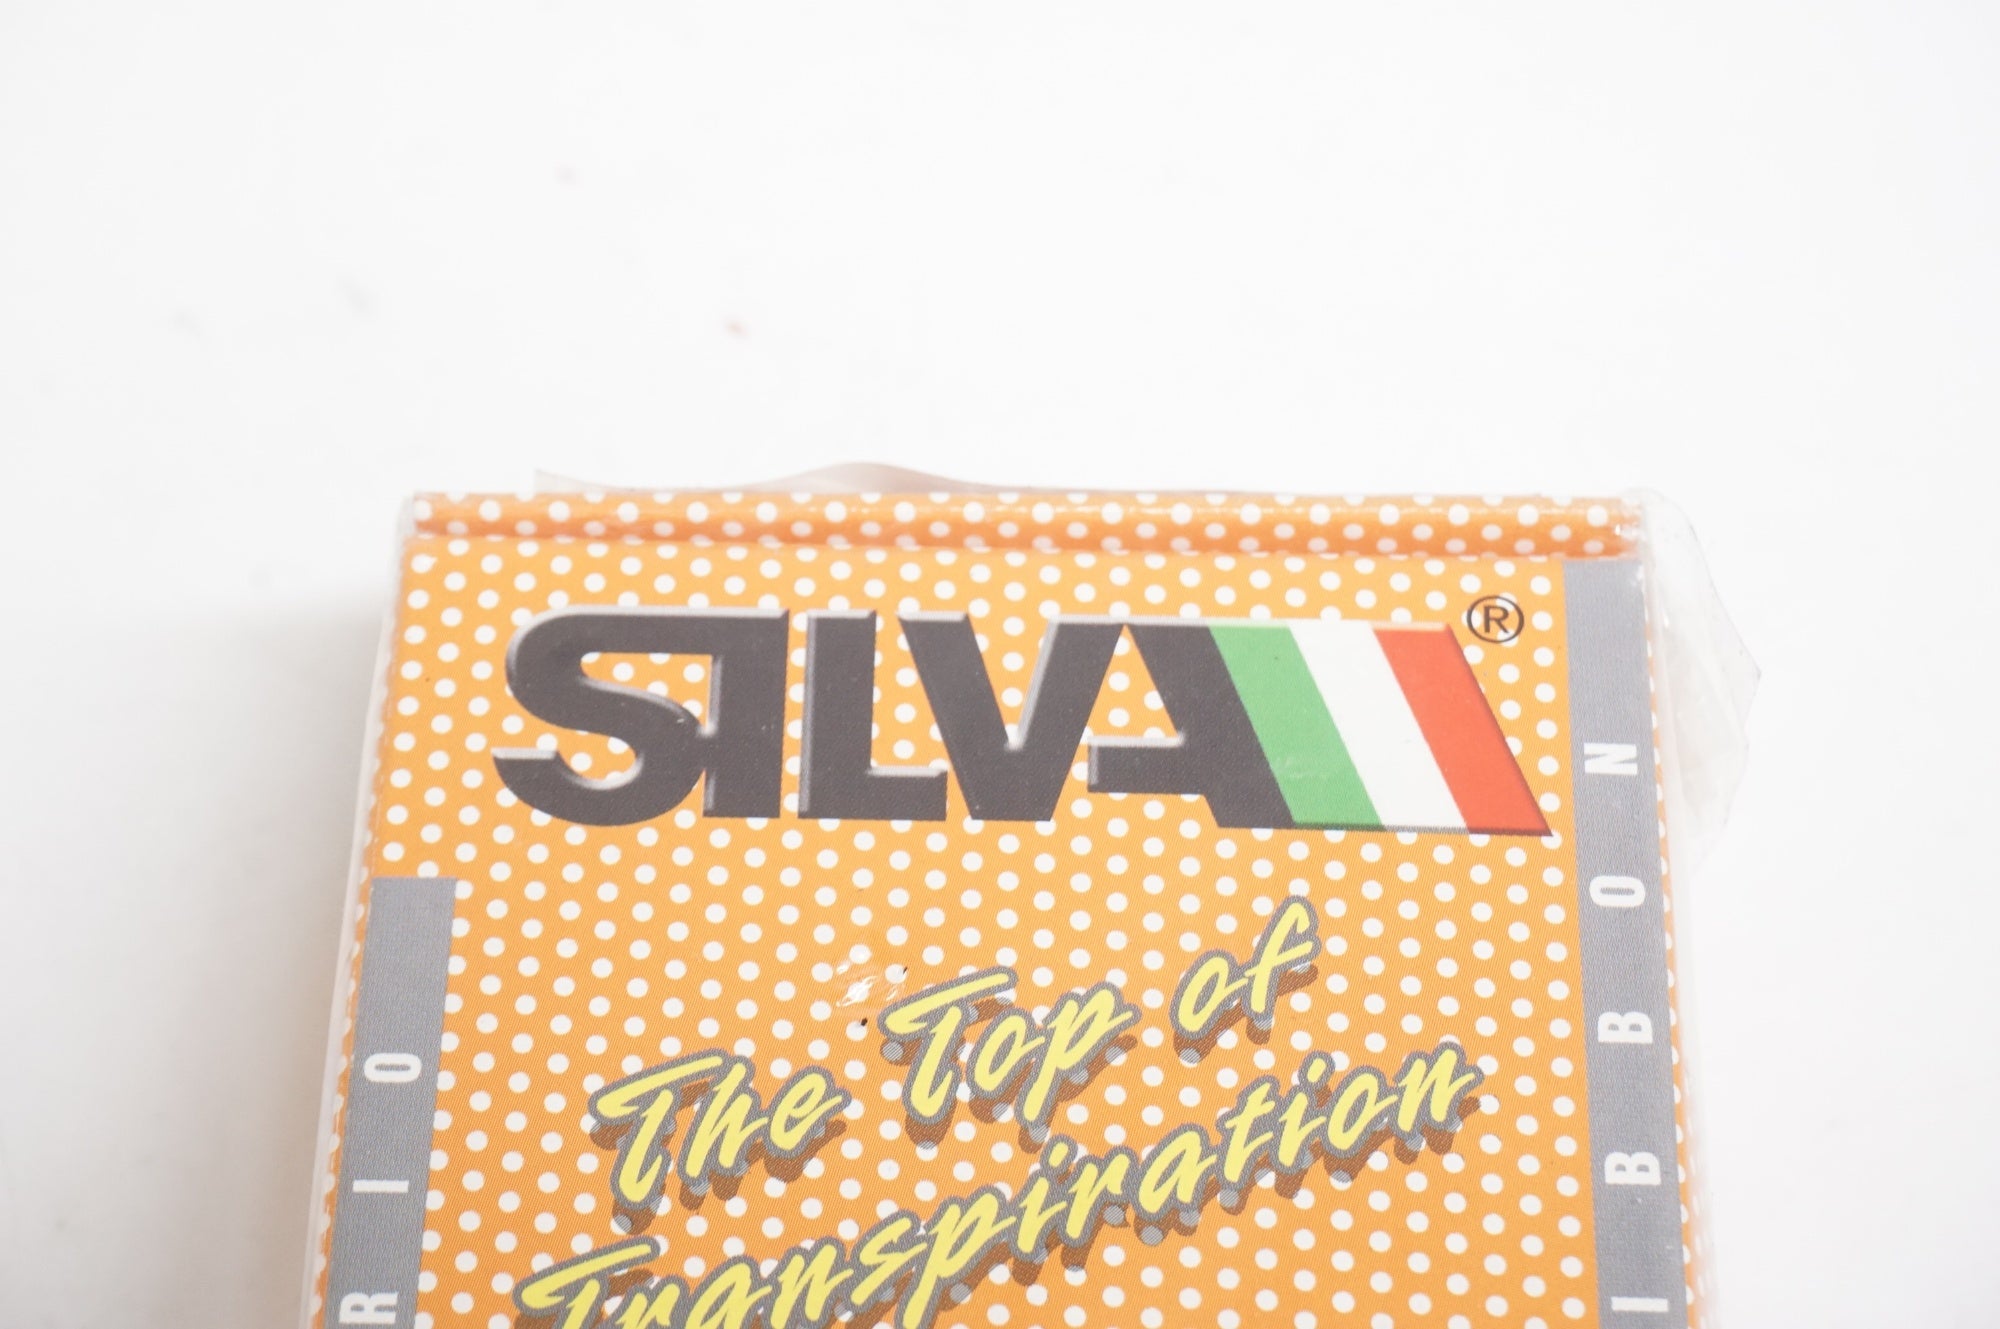 SILVA®
The Top of
Transpiration